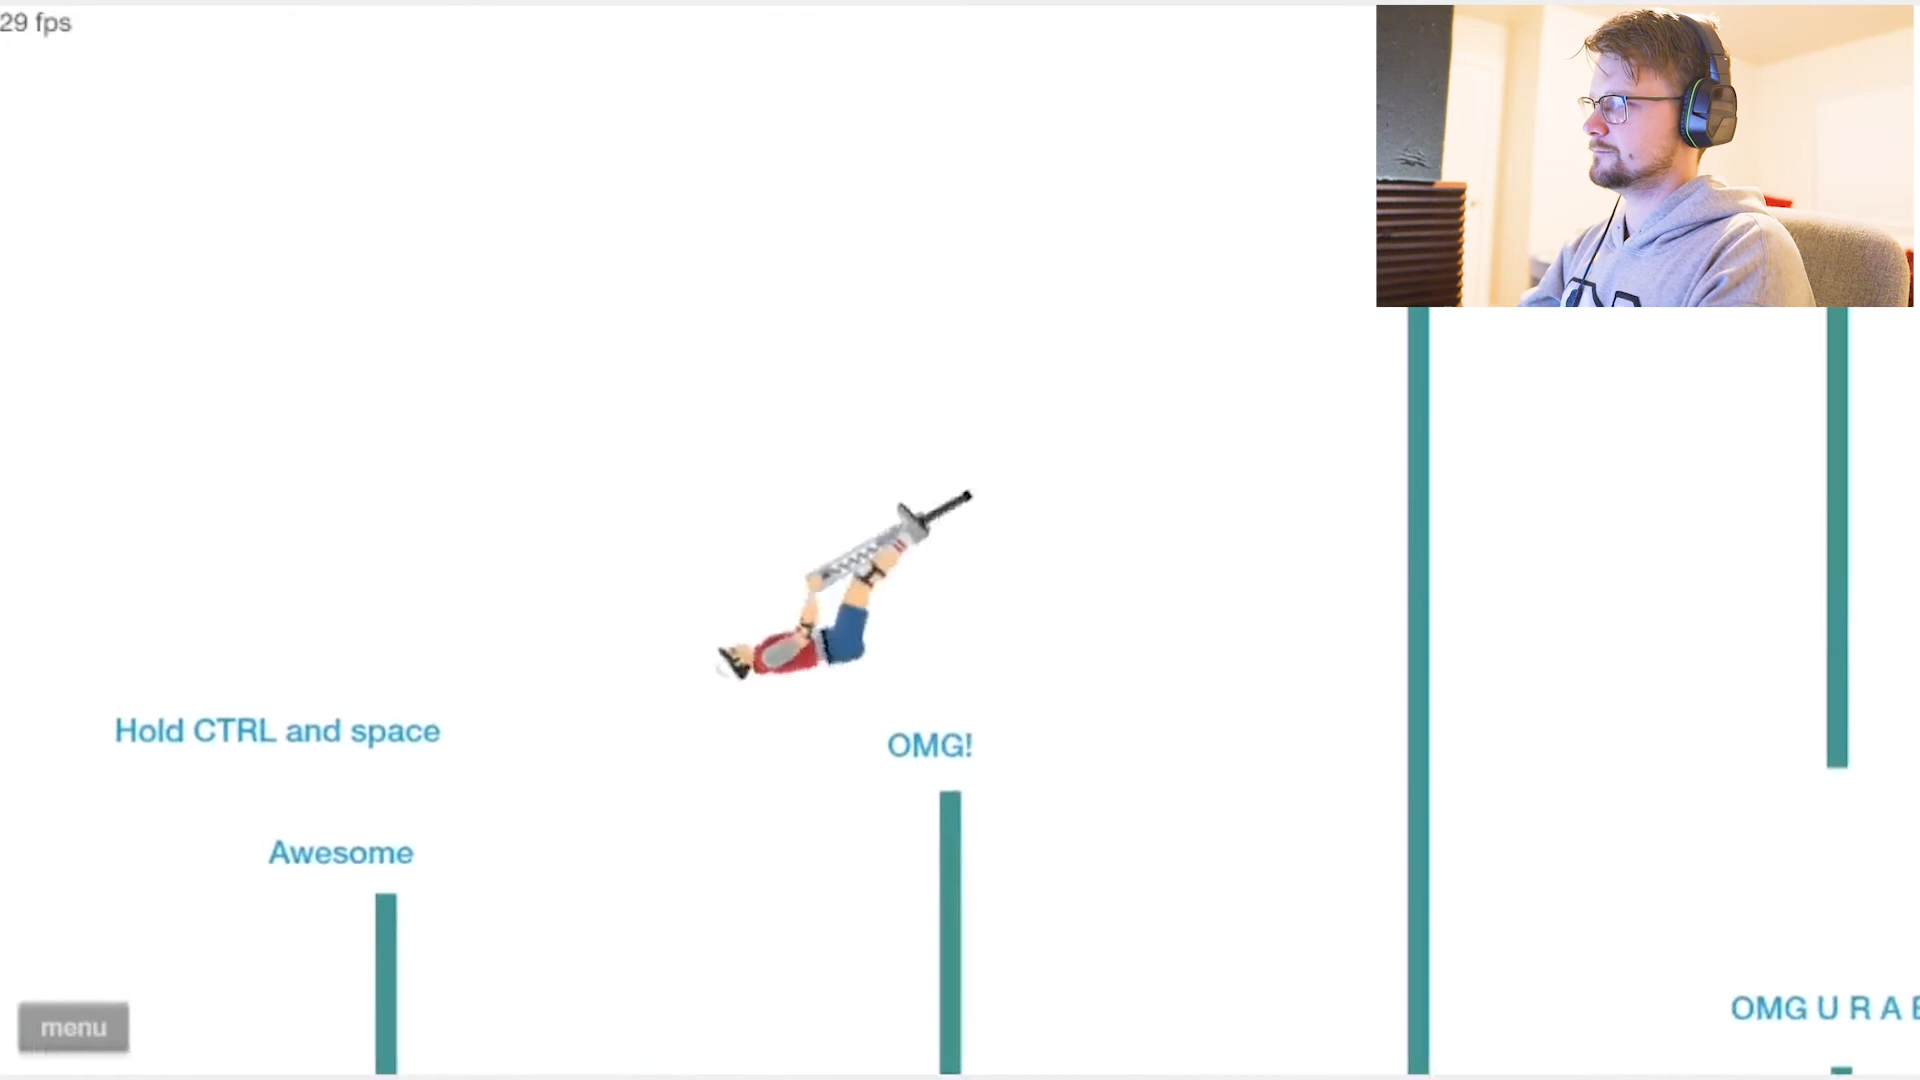 29 fps
Hold CTRL and space
OMG!
Awesome
OMG U R A
menu